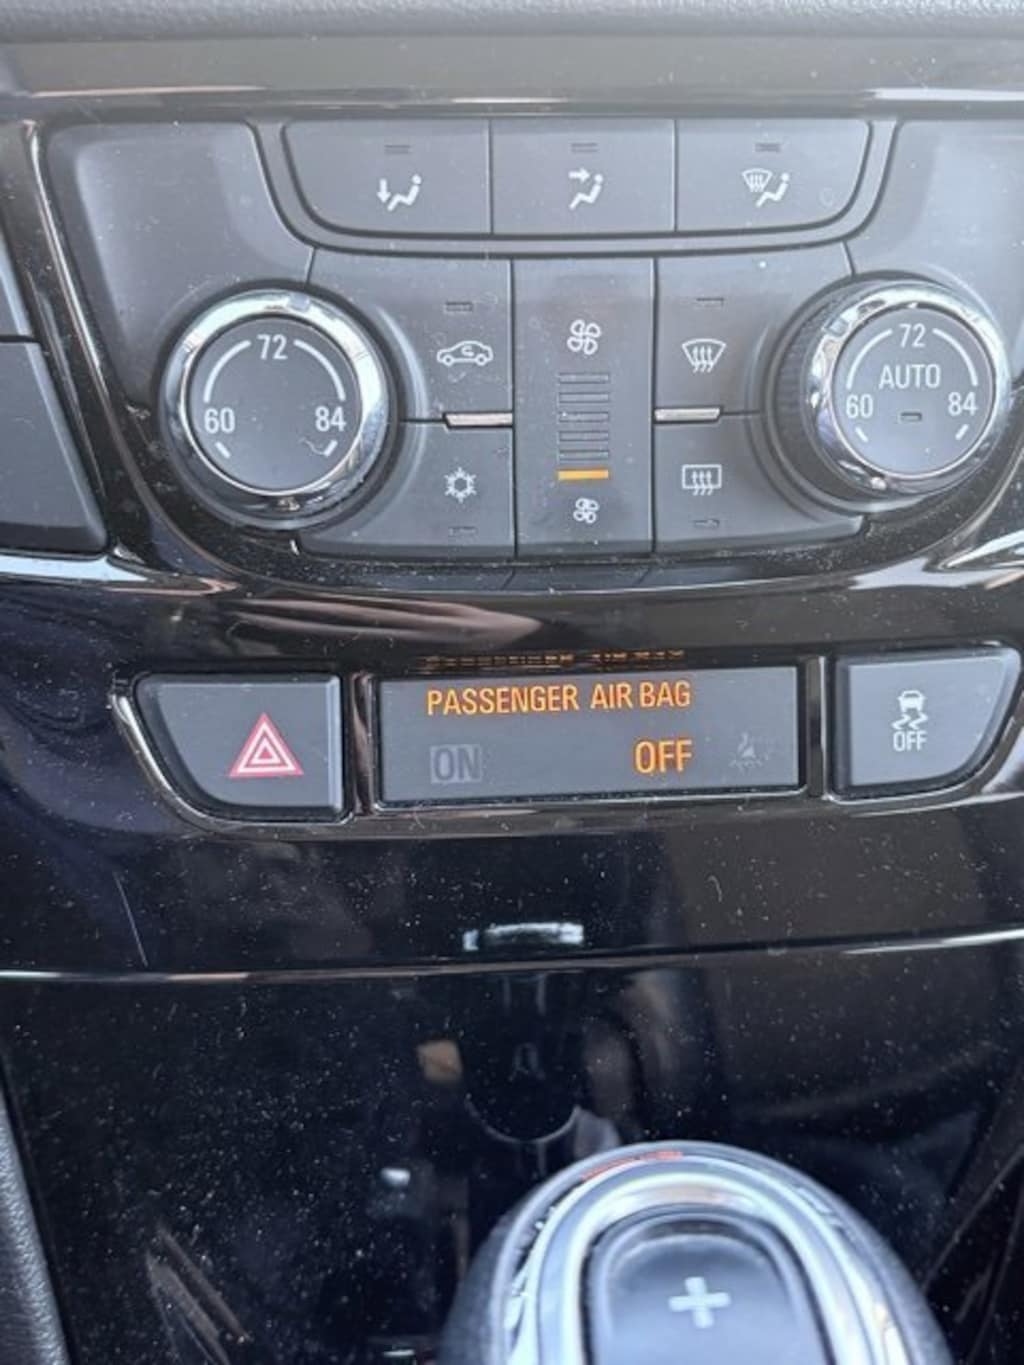 72
60 84
72
AUTO
60 84
PASSENGER AIR BAG
ON OFF
OFF